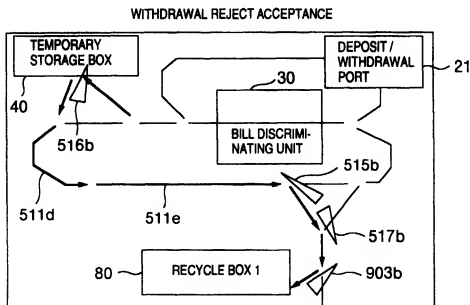 WITHDRAWAL REJECT ACCEPTANCE
TEMPORARY
STORAGE BOX
DEPOSIT /
WITHDRAWAL
PORT
21
40
30
516b
BILL DISCRIMI-
NATING UNIT
515b
511d
511e
517b
80
RECYCLE BOX 1
903b